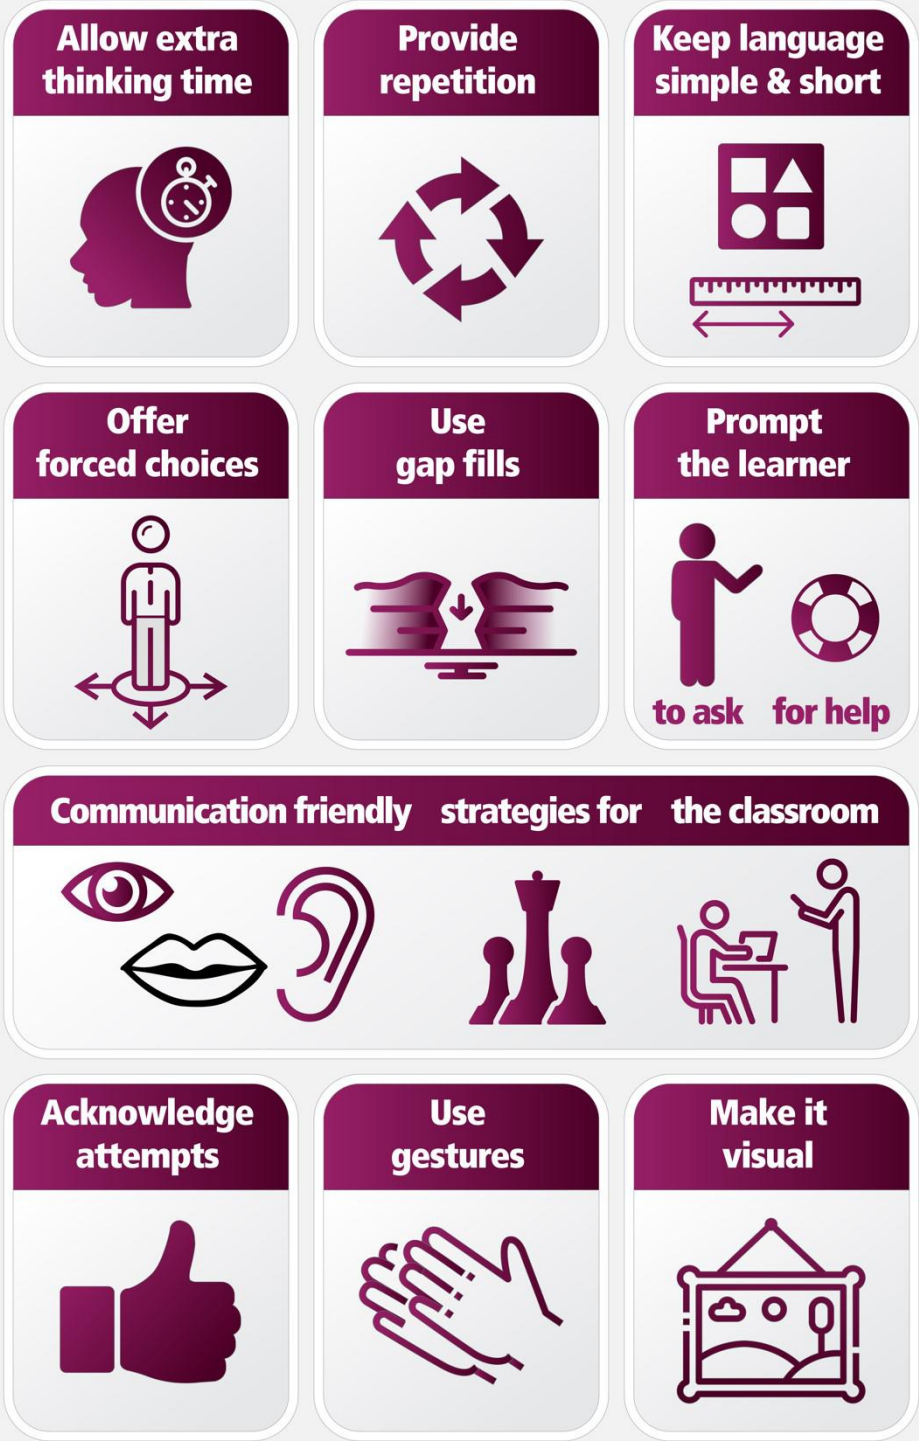 Allow extra
thinking time
Provide
repetition
Keep language
simple & short
Offer
forced choices
Use
gap fills
Prompt
the learner
to ask for help
Communication friendly strategies for the classroom
Acknowledge
attempts
Use
gestures
Make it
visual